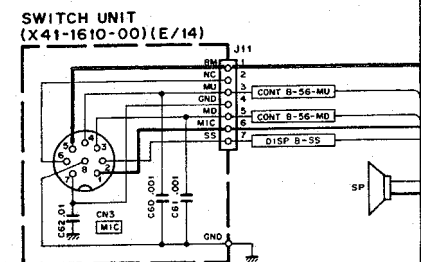 SWITCH UNIT
(X41-1610-00)(E/14)
J11
BM 1
NC 2
MU 3 CONT B-56-MU
GND 4
MD 5 CONT B-56-MD
MIC 6
SS 7 DISP B-SS
5 4 3
6 8 2
7 1
C62 .01
CN3
MIC
C60 .001
C61 .001
GND
SP